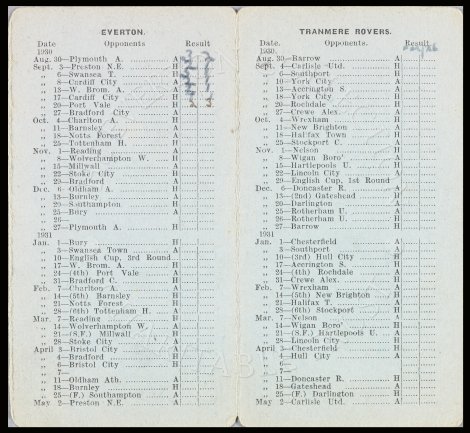 EVERTON.
Date Opponents Result
1930
Aug. 30—Plymouth A. A
Sept. 3—Preston N.E. H
„ 6—Swansea T. H
„ 8—Cardiff City A
„ 13—W. Brom. A. A
„ 17—Cardiff City H
„ 20—Port Vale H
„ 27—Bradford City A
Oct. 4—Charlton A. H
„ 11—Barnsley A
„ 18—Notts Forest A
„ 25—Tottenham H. H
Nov. 1—Reading A
„ 8—Wolverhampton W. H
„ 15—Millwall A
„ 22—Stoke City H
„ 29—Bradford A
Dec. 6—Oldham A. H
„ 13—Burnley A
„ 20—Southampton H
„ 25—Bury A
„ 26—
„ 27—Plymouth A. H
1931
Jan. 1—Bury H
„ 3—Swansea Town A
„ 10—English Cup, 3rd Round
„ 17—W. Brom. A. H
„ 24—(4th) Port Vale A
„ 31—Bradford C. H
Feb. 7—Charlton A. A
„ 14—(5th) Barnsley H
„ 21—Notts Forest H
„ 28—(6th) Tottenham H. A
Mar. 7—Reading H
„ 14—Wolverhampton W. A
„ 21—(S.F.) Millwall H
„ 28—Stoke City A
April 3—Bristol City A
„ 4—Bradford H
„ 6—Bristol City H
„ 7—
„ 11—Oldham Ath. A
„ 18—Burnley H
„ 25—(F.) Southampton A
May 2—Preston N.E. A
TRANMERE ROVERS.
Date. Opponents. Result.
1930.
Aug. 30—Barrow A
Sept. 4—Carlisle Utd. H
„ 6—Southport H
„ 10—York City A
„ 13—Accrington S. A
„ 18—York City H
„ 20—Rochdale H
„ 27—Crewe Alex. A
Oct. 4—Wrexham H
„ 11—New Brighton A
„ 18—Halifax Town H
„ 25—Stockport C. A
Nov. 1—Nelson H
„ 8—Wigan Boro' A
„ 15—Hartlepools U. H
„ 22—Lincoln City A
„ 29—English Cup, 1st Round
Dec. 6—Doncaster R. A
„ 13—(2nd) Gateshead H
„ 20—Darlington A
„ 25—Rotherham U. H
„ 26—Rotherham U. A
„ 27—Barrow H
1931
Jan. 1—Chesterfield A
„ 3—Southport A
„ 10—(3rd) Hull City H
„ 17—Accrington S. H
„ 24—(4th) Rochdale A
„ 31—Crewe Alex. H
Feb. 7—Wrexham A
„ 14—(5th) New Brighton H
„ 21—Halifax T. A
„ 28—(6th) Stockport H
Mar. 7—Nelson A
„ 14—Wigan Boro' H
„ 21—(S.F.) Hartlepools U. A
„ 28—Lincoln City H
April 3—Chesterfield H
„ 4—Hull City A
„ 6—
„ 7—
„ 11—Doncaster R. H
„ 18—Gateshead A
„ 25—(F.) Darlington H
May 2—Carlisle Utd. A